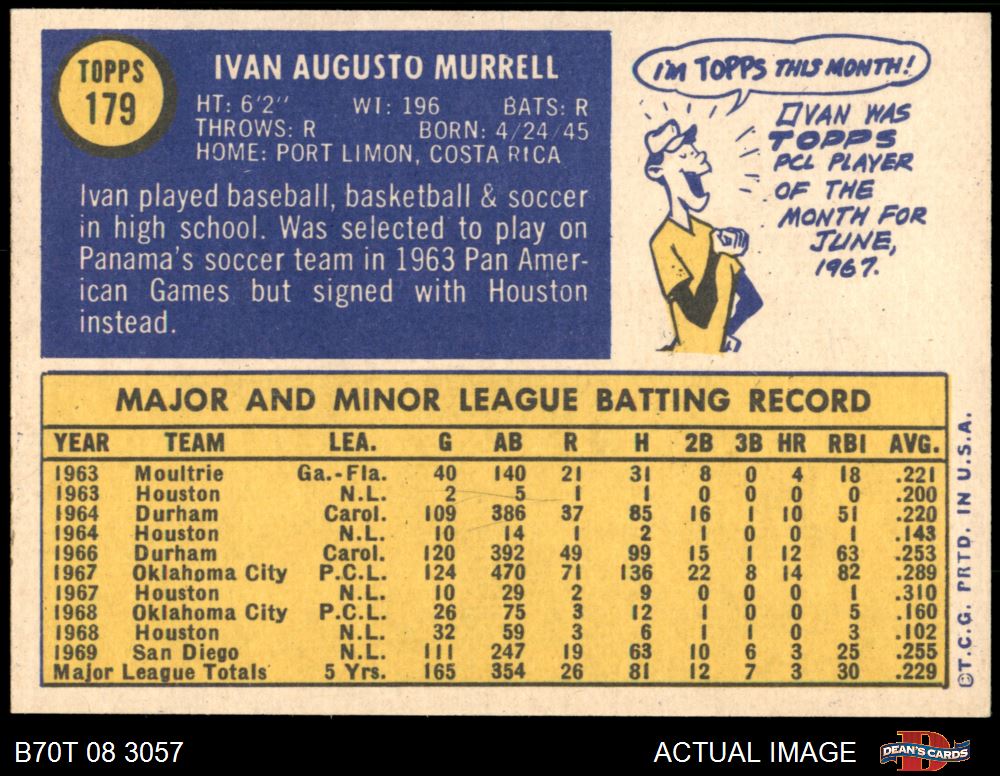 TOPPS
179
IVAN AUGUSTO MURRELL
HT: 6'2" WT: 196 BATS: R
THROWS: R BORN: 4/24/45
HOME: PORT LIMON, COSTA RICA
Ivan played baseball, basketball & soccer
in high school. Was selected to play on
Panama's soccer team in 1963 Pan Amer-
ican Games but signed with Houston
instead.
I'M TOPPS THIS MONTH!
IVAN WAS
TOPPS
PCL PLAYER
OF THE
MONTH FOR
JUNE,
1967.
MAJOR AND MINOR LEAGUE BATTING RECORD
YEAR TEAM LEA. G AB R H 2B 3B HR RBI AVG.
1963 Moultrie Ga.-Fla. 40 140 21 31 8 0 4 18 .221
1963 Houston N.L. 2 5 1 1 0 0 0 0 .200
1964 Durham Carol. 109 386 37 85 16 1 10 51 .220
1964 Houston N.L. 10 14 1 2 1 0 0 1 .143
1966 Durham Carol. 120 392 49 99 15 1 12 63 .253
1967 Oklahoma City P.C.L. 124 470 71 136 22 8 14 82 .289
1967 Houston N.L. 10 29 2 9 0 0 0 1 .310
1968 Oklahoma City P.C.L. 26 75 3 12 1 0 0 5 .160
1968 Houston N.L. 32 59 3 6 1 1 0 3 .102
1969 San Diego N.L. 111 247 19 63 10 6 3 25 .255
Major League Totals 5 Yrs. 165 354 26 81 12 7 3 30 .229
©T.C.G. PRTD. IN U.S.A.
B70T 08 3057
ACTUAL IMAGE
DEAN'S CARDS